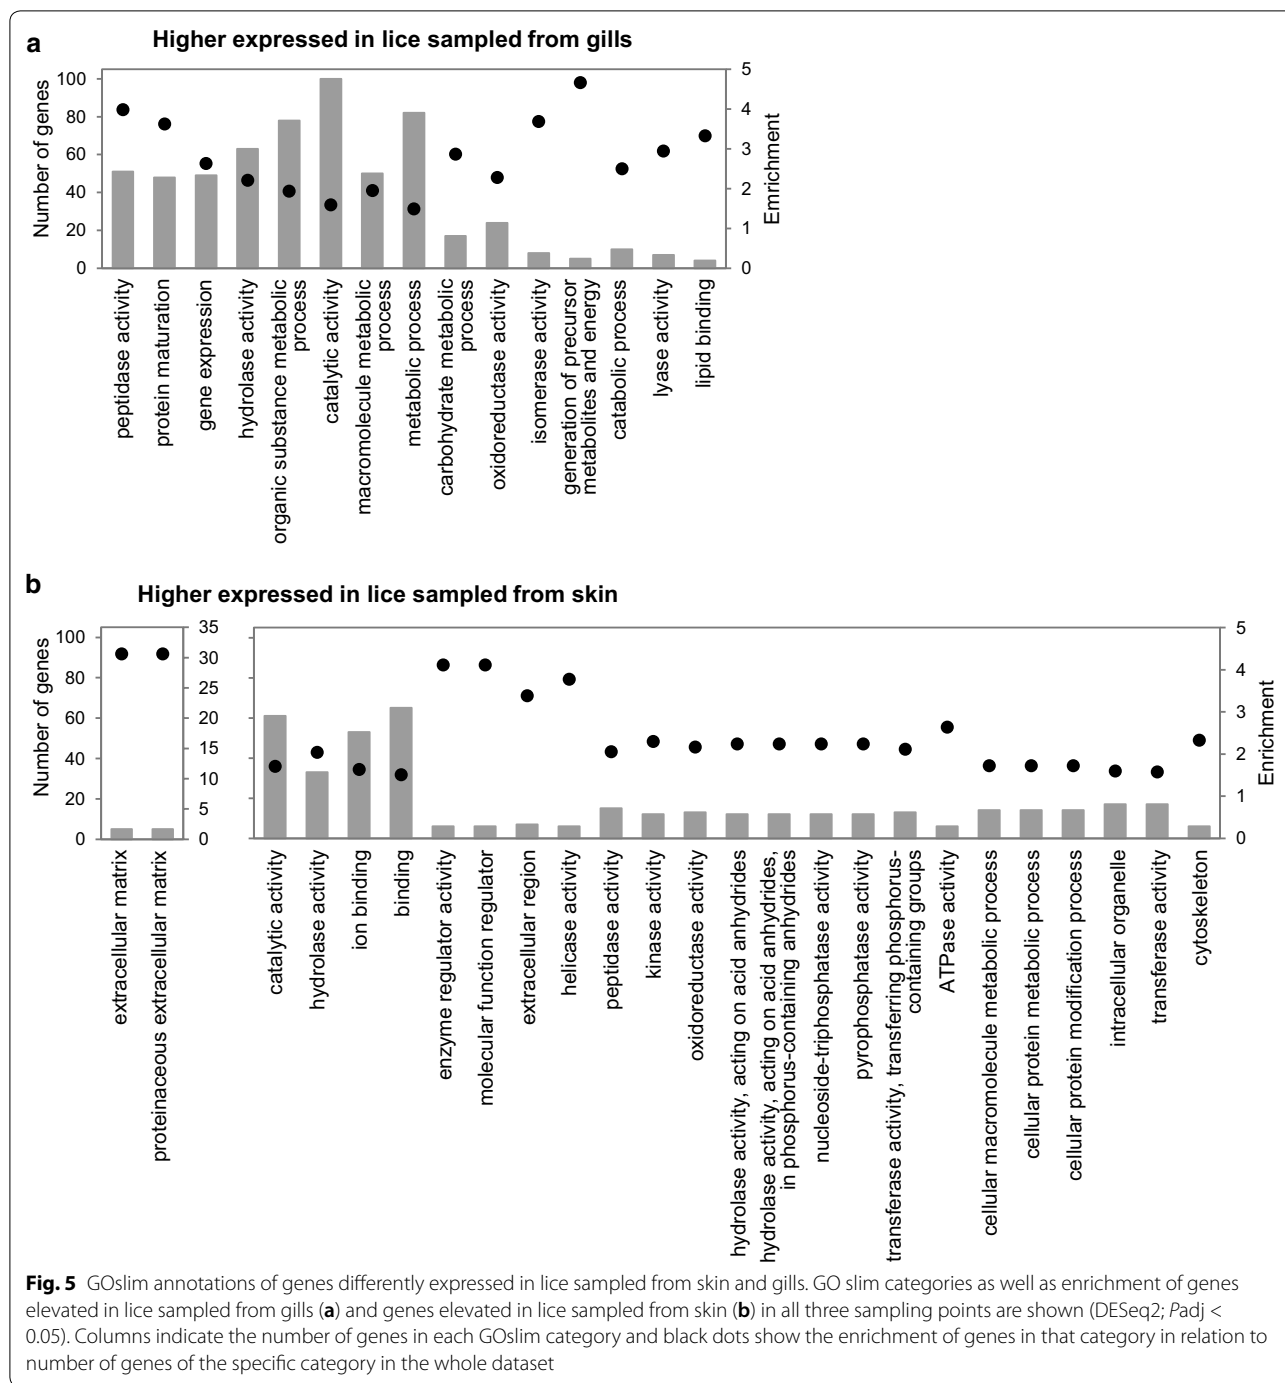 a
Higher expressed in lice sampled from gills
Number of genes
100
80
60
40
20
0
5
4
3
2
1
0
Emrichment
peptidase activity
protein maturation
gene expression
hydrolase activity
organic substance metabolic
process
catalytic activity
macromolecule metabolic
process
metabolic process
carbohydrate metabolic
process
oxidoreductase activity
isomerase activity
generation of precursor
metabolites and energy
catabolic process
lyase activity
lipid binding
b
Higher expressed in lice sampled from skin
Number of genes
100
80
60
40
20
0
35
30
25
20
15
10
5
0
5
4
3
2
1
0
Enrichment
extracellular matrix
proteinaceous extracellular matrix
catalytic activity
hydrolase activity
ion binding
binding
enzyme regulator activity
molecular function regulator
extracellular region
helicase activity
peptidase activity
kinase activity
oxidoreductase activity
hydrolase activity, acting on acid anhydrides
hydrolase activity, acting on acid anhydrides,
in phosphorus-containing anhydrides
nucleoside-triphosphatase activity
pyrophosphatase activity
transferase activity, transferring phosphorus-
containing groups
ATPase activity
cellular macromolecule metabolic process
cellular protein metabolic process
cellular protein modification process
intracellular organelle
transferase activity
cytoskeleton
Fig. 5 GOslim annotations of genes differently expressed in lice sampled from skin and gills. GO slim categories as well as enrichment of genes
elevated in lice sampled from gills (a) and genes elevated in lice sampled from skin (b) in all three sampling points are shown (DESeq2; Padj <
0.05). Columns indicate the number of genes in each GOslim category and black dots show the enrichment of genes in that category in relation to
number of genes of the specific category in the whole dataset